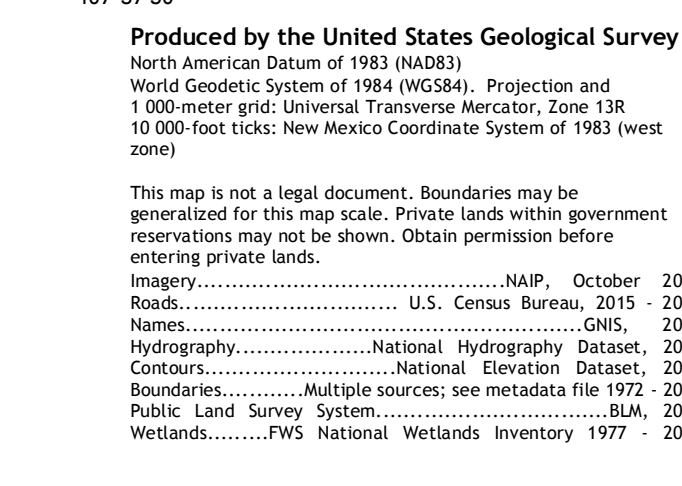 Produced by the United States Geological Survey
North American Datum of 1983 (NAD83)
World Geodetic System of 1984 (WGS84). Projection and
1 000-meter grid: Universal Transverse Mercator, Zone 13R
10 000-foot ticks: New Mexico Coordinate System of 1983 (west
zone)
This map is not a legal document. Boundaries may be
generalized for this map scale. Private lands within government
reservations may not be shown. Obtain permission before
entering private lands.
Imagery............................................NAIP, October 20
Roads................................ U.S. Census Bureau, 2015 - 20
Names........................................................GNIS, 20
Hydrography....................National Hydrography Dataset, 20
Contours............................National Elevation Dataset, 20
Boundaries............Multiple sources; see metadata file 1972 - 20
Public Land Survey System..................................BLM, 20
Wetlands.........FWS National Wetlands Inventory 1977 - 20